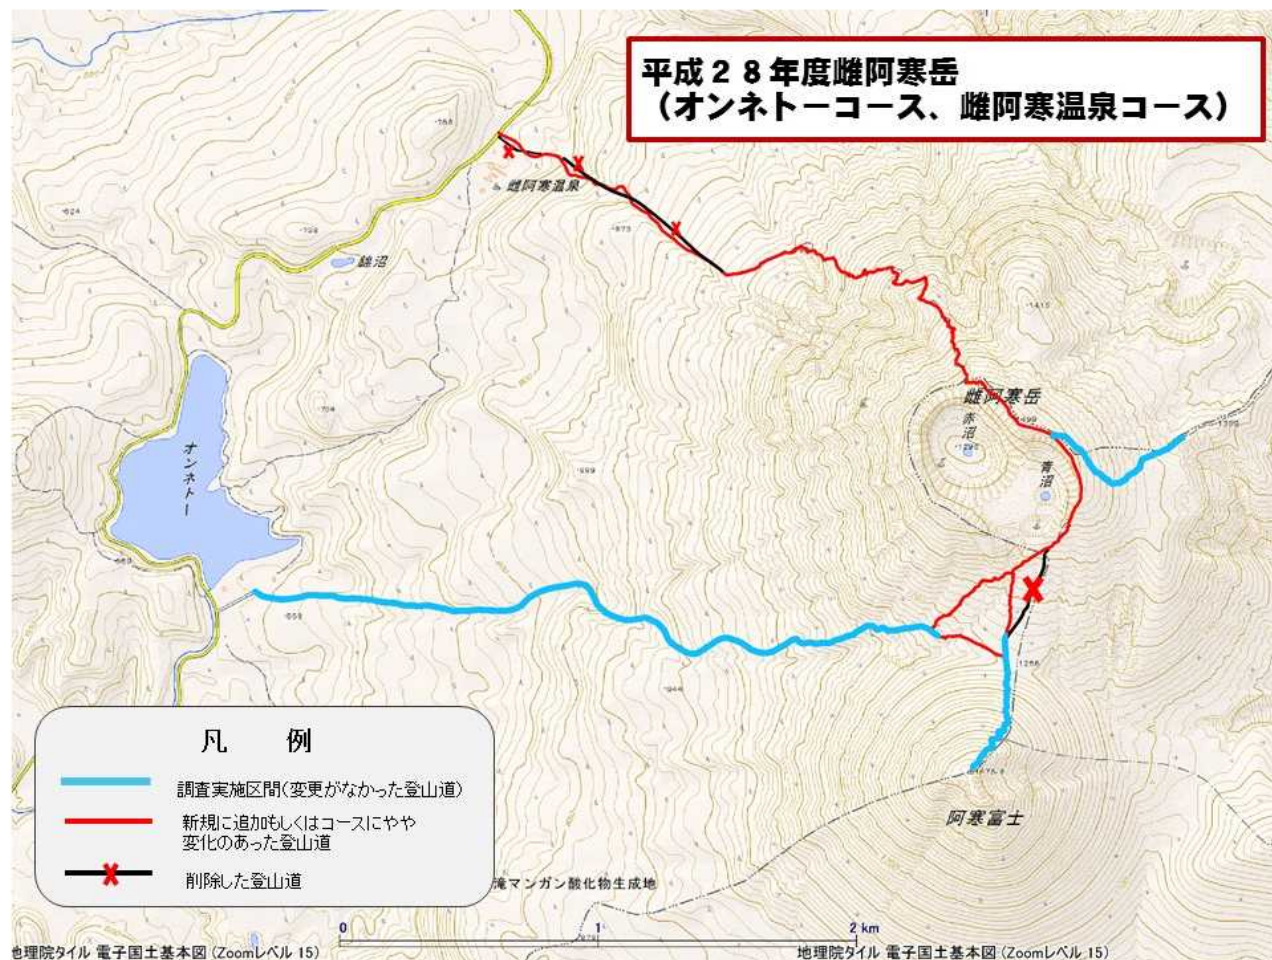 平成２８年度雌阿寒岳
（オンネトーコース、雌阿寒温泉コース）
雌阿寒温泉
錦沼
オンネトー
雌阿寒岳
赤沼
青沼
阿寒富士
凡　例
調査実施区間(変更がなかった登山道)
新規に追加もしくはコースにやや
変化のあった登山道
削除した登山道
滝マンガン酸化物生成地
0
1
2 km
地理院タイル 電子国土基本図 (Zoomレベル 15)
地理院タイル 電子国土基本図 (Zoomレベル 15)